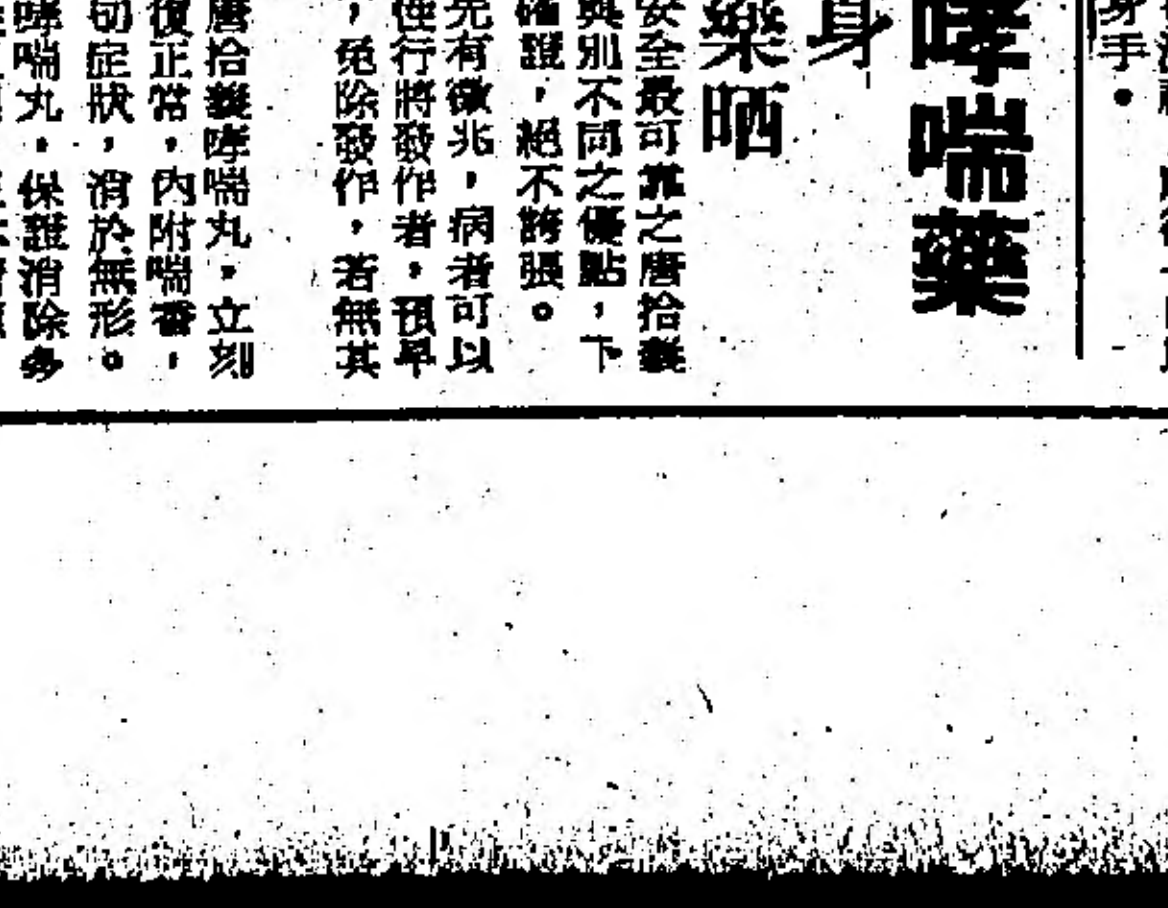 身手。
哮喘藥
身
樂晒
安全最可靠之唐拾義
與別不同之優點，下
確證，絕不誇張。
先有徵兆，病者可以
行將發作者，預早
，免除發作，若無其
唐拾義哮喘丸，立刻
復正常，內附喘香，
切症狀，消於無形。
哮喘丸，保證消除多